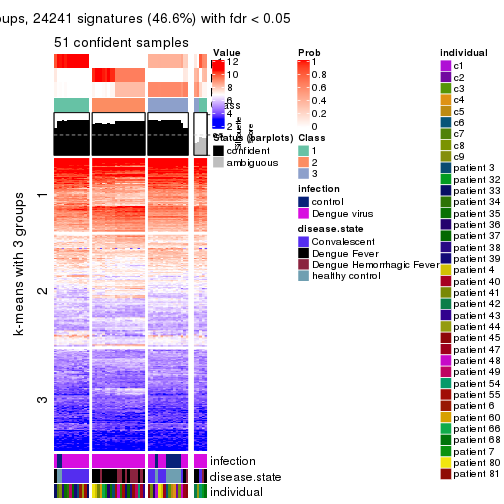 oups, 24241 signatures (46.6%) with fdr < 0.05
51 confident samples
k-means with 3 groups
1
2
3
infection
disease.state
individual
Value
12
10
8
6
4
2
Status (barplots)
confident
ambiguous
Silhouette
score
Prob
1
0.8
0.6
0.4
0.2
0
Class
1
2
3
infection
control
Dengue virus
disease.state
Convalescent
Dengue Fever
Dengue Hemorrhagic Fever
healthy control
individual
c1
c2
c3
c4
c5
c6
c7
c8
c9
patient 3
patient 32
patient 33
patient 34
patient 35
patient 36
patient 37
patient 38
patient 39
patient 4
patient 40
patient 41
patient 42
patient 43
patient 44
patient 45
patient 47
patient 48
patient 49
patient 54
patient 55
patient 6
patient 60
patient 66
patient 68
patient 7
patient 80
patient 81